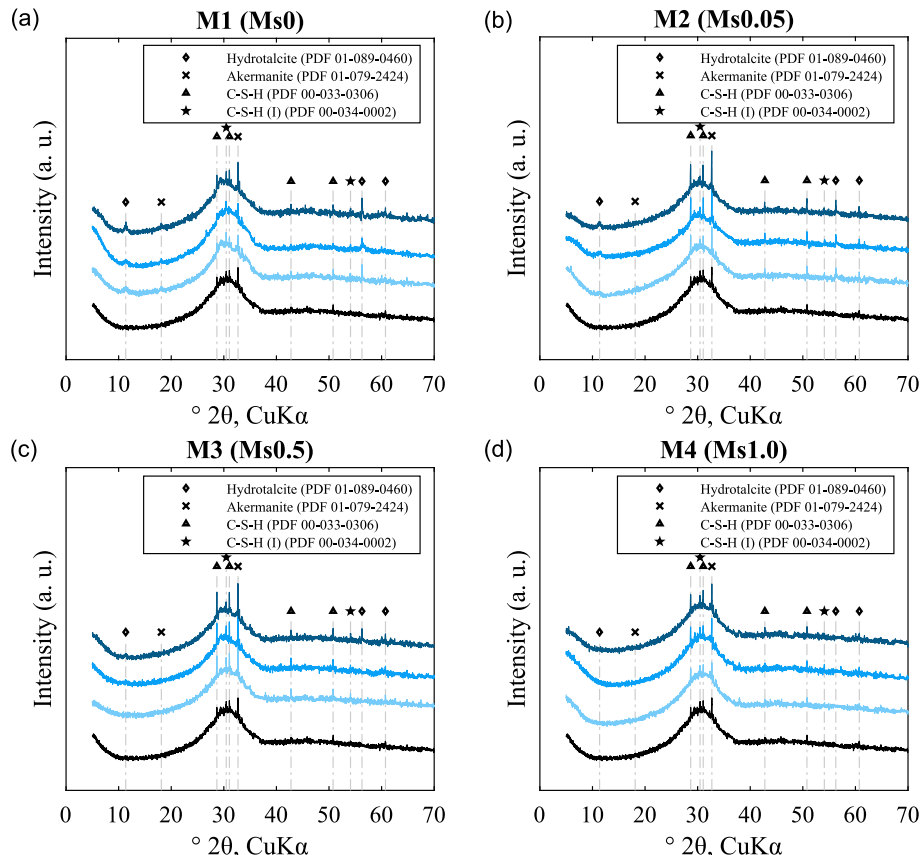 (a)
M1 (Ms0)
Hydrotalcite (PDF 01-089-0460)
Akermanite (PDF 01-079-2424)
C-S-H (PDF 00-033-0306)
C-S-H (I) (PDF 00-034-0002)
Intensity (a. u.)
0 10 20 30 40 50 60 70
° 2θ, CuKα
(b)
M2 (Ms0.05)
Hydrotalcite (PDF 01-089-0460)
Akermanite (PDF 01-079-2424)
C-S-H (PDF 00-033-0306)
C-S-H (I) (PDF 00-034-0002)
Intensity (a. u.)
0 10 20 30 40 50 60 70
° 2θ, CuKα
(c)
M3 (Ms0.5)
Hydrotalcite (PDF 01-089-0460)
Akermanite (PDF 01-079-2424)
C-S-H (PDF 00-033-0306)
C-S-H (I) (PDF 00-034-0002)
Intensity (a. u.)
0 10 20 30 40 50 60 70
° 2θ, CuKα
(d)
M4 (Ms1.0)
Hydrotalcite (PDF 01-089-0460)
Akermanite (PDF 01-079-2424)
C-S-H (PDF 00-033-0306)
C-S-H (I) (PDF 00-034-0002)
Intensity (a. u.)
0 10 20 30 40 50 60 70
° 2θ, CuKα